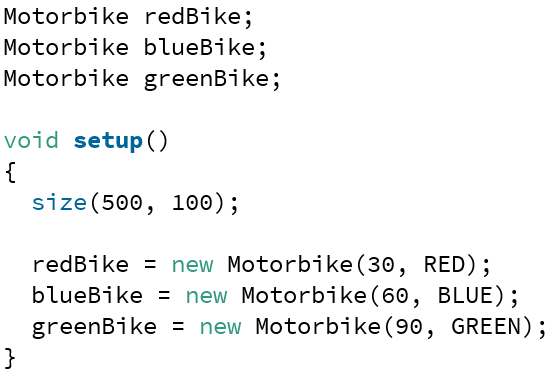 Motorbike redBike;
Motorbike blueBike;
Motorbike greenBike;

void setup()
{
  size(500, 100);

  redBike = new Motorbike(30, RED);
  blueBike = new Motorbike(60, BLUE);
  greenBike = new Motorbike(90, GREEN);
}